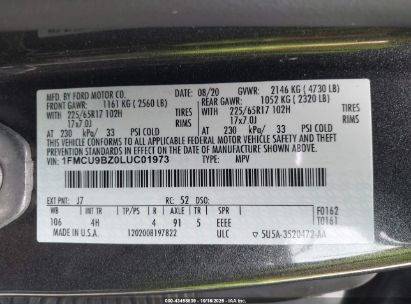 MFD. BY FORD MOTOR CO. 08/20 GVWR: 2146 KG ( 4730 LB)
FRONT GAWR: 1161 KG ( 2560 LB) REAR GAWR: 1052 KG ( 2320 LB)
WITH 225/65R17 102H TIRES WITH 225/65R17 102H TIRES
17x7.0J RIMS 17x7.0J RIMS
AT 230 kPa/ 33 PSI COLD AT 230 kPa/ 33 PSI COLD
THIS VEHICLE CONFORMS TO ALL APPLICABLE FEDERAL MOTOR VEHICLE SAFETY
AND THEFT PREVENTION STANDARDS IN EFFECT ON THE DATE OF MANUFACTURE SHOWN ABOVE.
VIN: 1FMCU9BZ0LUC01973 TYPE: MPV
EXT PNT: J7 RC: 52 DSO:
WB TP/PS R AXLE TR SPR F0162
106 4H 4 91 5 EEEE T0161
MADE IN U.S.A. 1202008197822 ULC 5U5A-3520472-AA